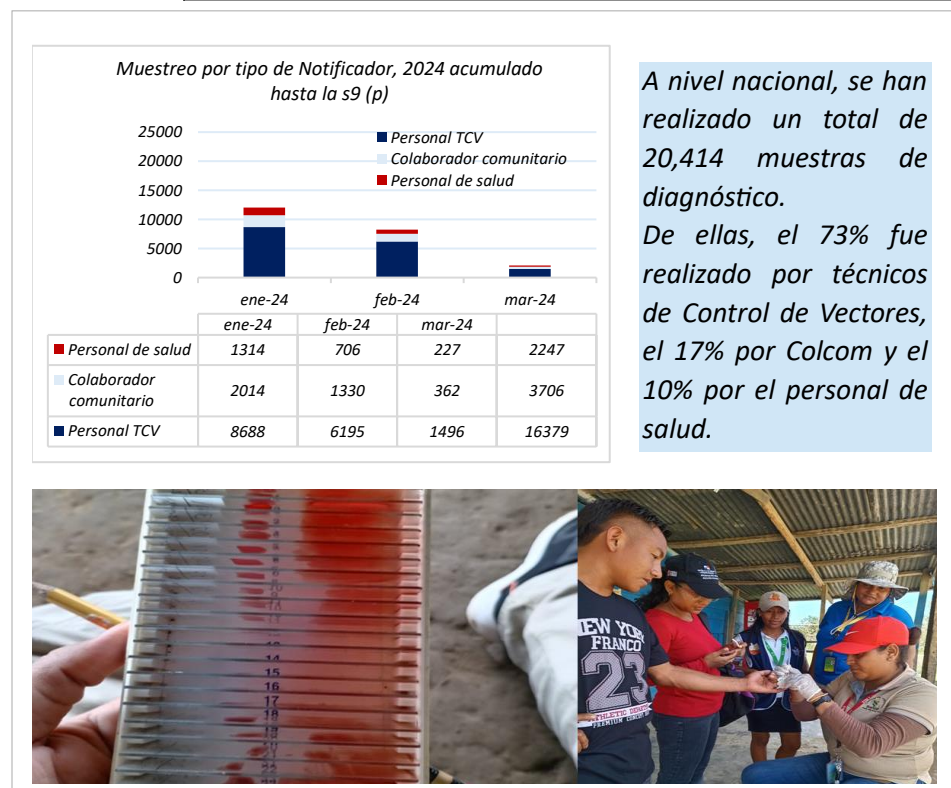 Muestreo por tipo de Notificador, 2024 acumulado
hasta la s9 (p)
25000
20000
15000
10000
5000
0
Personal TCV
Colaborador comunitario
Personal de salud
ene-24 feb-24 mar-24
ene-24 feb-24 mar-24
Personal de salud 1314 706 227 2247
Colaborador
comunitario 2014 1330 362 3706
Personal TCV 8688 6195 1496 16379
A nivel nacional, se han
realizado un total de
20,414 muestras de
diagnóstico.
De ellas, el 73% fue
realizado por técnicos
de Control de Vectores,
el 17% por Colcom y el
10% por el personal de
salud.
14
15
16
17
18
NEW YORK
FRANCO
23
ATHLETIC